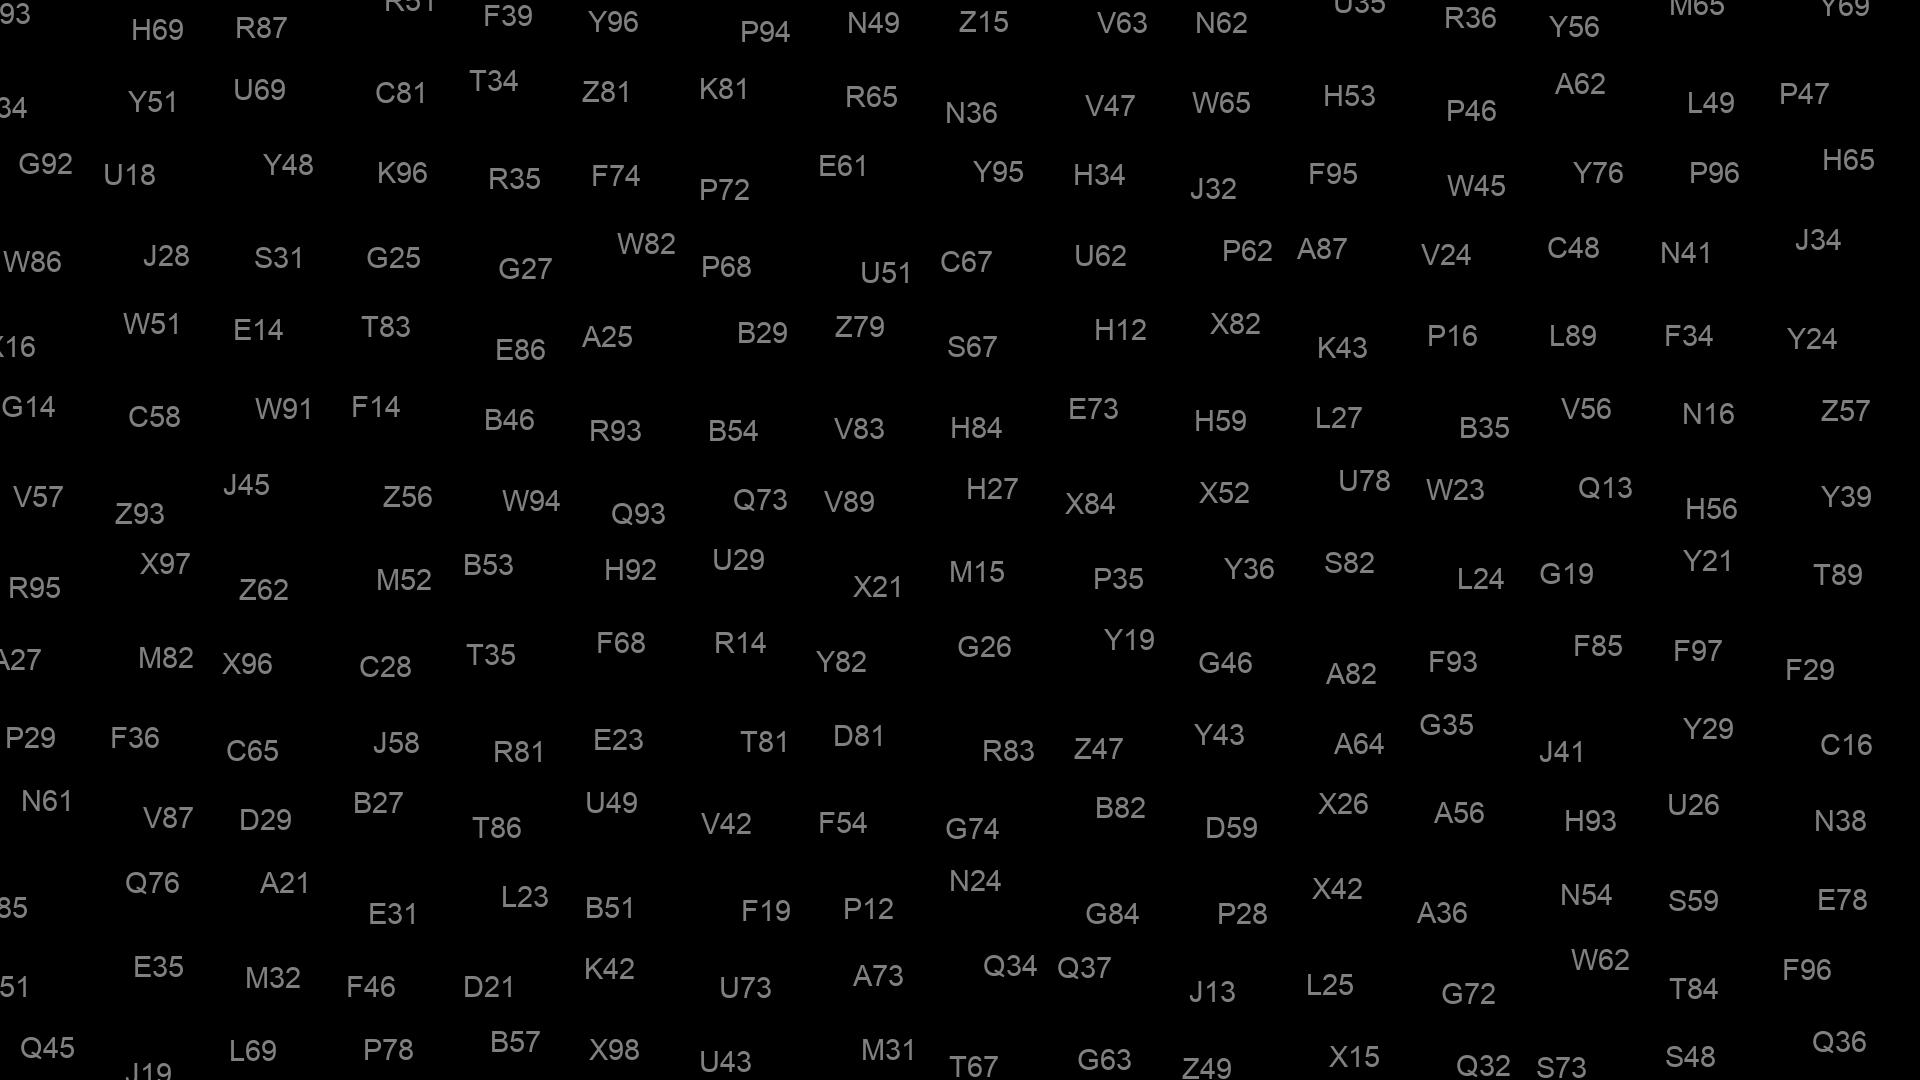 93 H69 R87 R51 F39 Y96 P94 N49 Z15 V63 N62 U35 R36 Y56 M65 Y69
34 Y51 U69 C81 T34 Z81 K81 R65 N36 V47 W65 H53 P46 A62 L49 P47
G92 U18 Y48 K96 R35 F74 P72 E61 Y95 H34 J32 F95 W45 Y76 P96 H65
W86 J28 S31 G25 G27 W82 P68 U51 C67 U62 P62 A87 V24 C48 N41 J34
16 W51 E14 T83 E86 A25 B29 Z79 S67 H12 X82 K43 P16 L89 F34 Y24
G14 C58 W91 F14 B46 R93 B54 V83 H84 E73 H59 L27 B35 V56 N16 Z57
V57 Z93 J45 Z56 W94 Q93 Q73 V89 H27 X84 X52 U78 W23 Q13 H56 Y39
R95 X97 Z62 M52 B53 H92 U29 X21 M15 P35 Y36 S82 L24 G19 Y21 T89
A27 M82 X96 C28 T35 F68 R14 Y82 G26 Y19 G46 A82 F93 F85 F97 F29
P29 F36 C65 J58 R81 E23 T81 D81 R83 Z47 Y43 A64 G35 J41 Y29 C16
N61 V87 D29 B27 T86 U49 V42 F54 G74 B82 D59 X26 A56 H93 U26 N38
85 Q76 A21 E31 L23 B51 F19 P12 N24 G84 P28 X42 A36 N54 S59 E78
51 E35 M32 F46 D21 K42 U73 A73 Q34 Q37 J13 L25 G72 W62 T84 F96
Q45 J19 L69 P78 B57 X98 U43 M31 T67 G63 Z49 X15 Q32 S73 S48 Q36